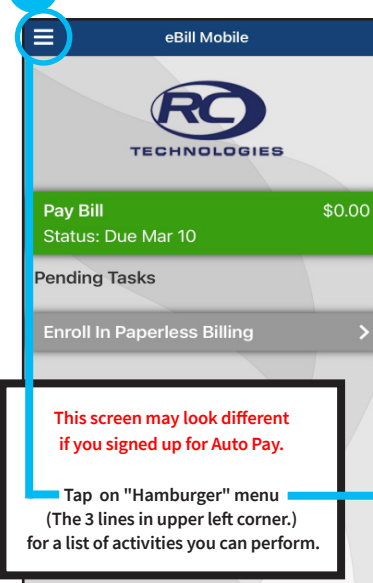 eBill Mobile
RC
TECHNOLOGIES
Pay Bill $0.00
Status: Due Mar 10
Pending Tasks
Enroll In Paperless Billing
This screen may look different
if you signed up for Auto Pay.
Tap on "Hamburger" menu
(The 3 lines in upper left corner.)
for a list of activities you can perform.